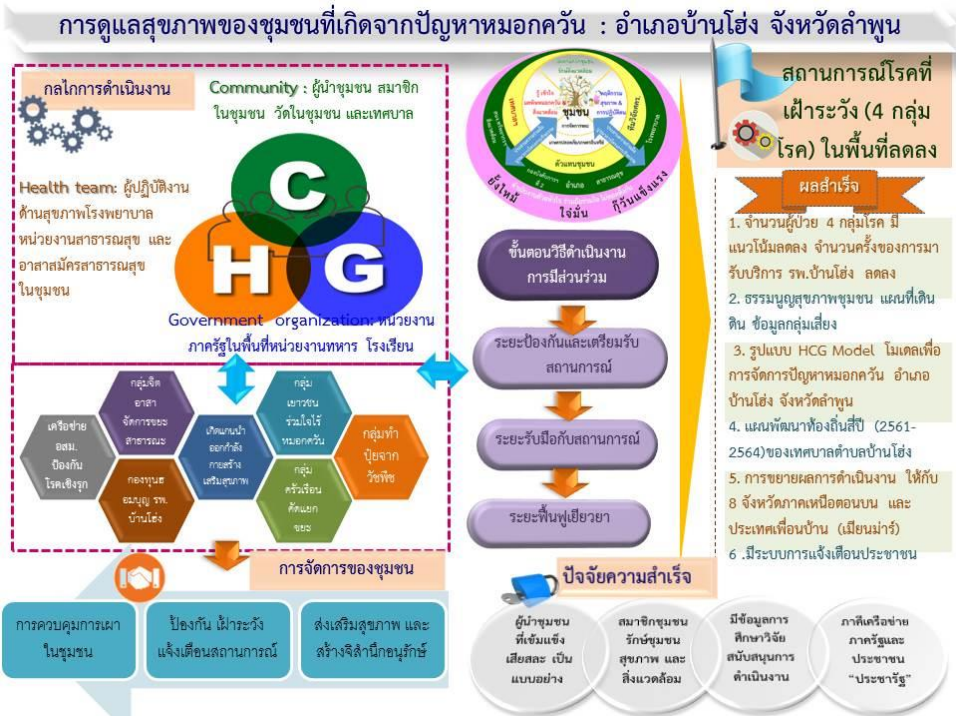 การดูแลสุขภาพของชุมชนที่เกิดจากปัญหาหมอกควัน : อำเภอบ้านโฮ่ง จังหวัดลำพูน
กลไกการดำเนินงาน
Community : ผู้นำชุมชน สมาชิก
ในชุมชน วัดในชุมชน และเทศบาล
Health team: ผู้ปฏิบัติงาน
ด้านสุขภาพโรงพยาบาล
หน่วยงานสาธารณสุข และ
อาสาสมัครสาธารณสุข
ในชุมชน
C
H
G
Government organization: หน่วยงาน
ภาครัฐในพื้นที่หน่วยงานทหาร โรงเรียน
เครือข่าย
อสม.
ป้องกัน
โรคเชิงรุก
กลุ่มจิต
อาสา
จัดการขยะ
สาธารณะ
กองทุนฮ
อมบุญ รพ.
บ้านโฮ่ง
เกิดแกนนำ
ออกกำลัง
กายสร้าง
เสริมสุขภาพ
กลุ่ม
เยาวชน
ร่วมใจไร้
หมอกควัน
กลุ่ม
ครัวเรือน
คัดแยก
ขยะ
กลุ่มทำ
ปุ๋ยจาก
วัชพืช
การจัดการของชุมชน
การควบคุมการเผา
ในชุมชน
ป้องกัน เฝ้าระวัง
แจ้งเตือนสถานการณ์
ส่งเสริมสุขภาพ และ
สร้างจิสำนึกอนุรักษ์
ชุมชน
ตัวแทนชุมชน
อำเภอ
สาธารณสุข
ยั้งใหม้
ใจ๋มั่น
กุ๊วันแข็งแรง
ขั้นตอนวิธีดำเนินงาน
การมีส่วนร่วม
ระยะป้องกันและเตรียมรับ
สถานการณ์
ระยะรับมือกับสถานการณ์
ระยะฟื้นฟูเยียวยา
สถานการณ์โรคที่
เฝ้าระวัง (4 กลุ่ม
โรค) ในพื้นที่ลดลง
ผลสำเร็จ
1. จำนวนผู้ป่วย 4 กลุ่มโรค มี
แนวโน้มลดลง จำนวนครั้งของการมา
รับบริการ รพ.บ้านโฮ่ง ลดลง
2. ธรรมนูญสุขภาพชุมชน แผนที่เดิน
ดิน ข้อมูลกลุ่มเสี่ยง
3. รูปแบบ HCG Model โมเดลเพื่อ
การจัดการปัญหาหมอกควัน อำเภอ
บ้านโฮ่ง จังหวัดลำพูน
4. แผนพัฒนาท้องถิ่นสี่ปี (2561-
2564)ของเทศบาลตำบลบ้านโฮ่ง
5. การขยายผลการดำเนินงาน ให้กับ
8 จังหวัดภาคเหนือตอนบน และ
ประเทศเพื่อนบ้าน (เมียนม่าร์)
6 .มีระบบการแจ้งเตือนประชาชน
ปัจจัยความสำเร็จ
ผู้นำชุมชน
ที่เข้มแข็ง
เสียสละ เป็น
แบบอย่าง
สมาชิกชุมชน
รักษ์ชุมชน
สุขภาพ และ
สิ่งแวดล้อม
มีข้อมูลการ
ศึกษาวิจัย
สนับสนุนการ
ดำเนินงาน
ภาคีเครือข่าย
ภาครัฐและ
ประชาชน
“ประชารัฐ”